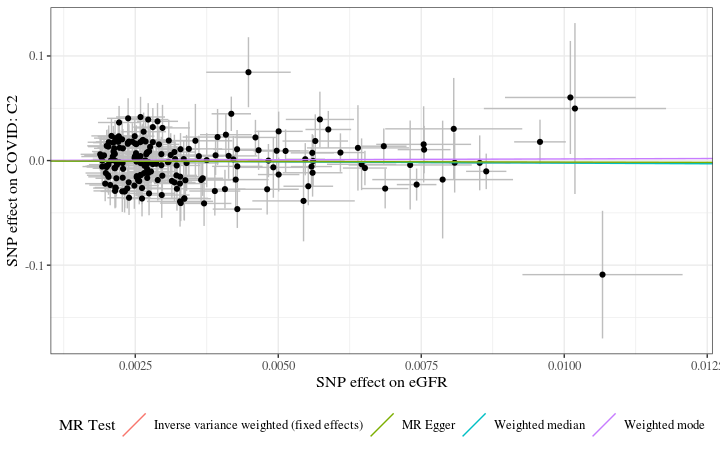 0.1
0.0
-0.1
SNP effect on COVID: C2
0.0025 0.0050 0.0075 0.0100 0.012
SNP effect on eGFR
MR Test Inverse variance weighted (fixed effects) MR Egger Weighted median Weighted mode